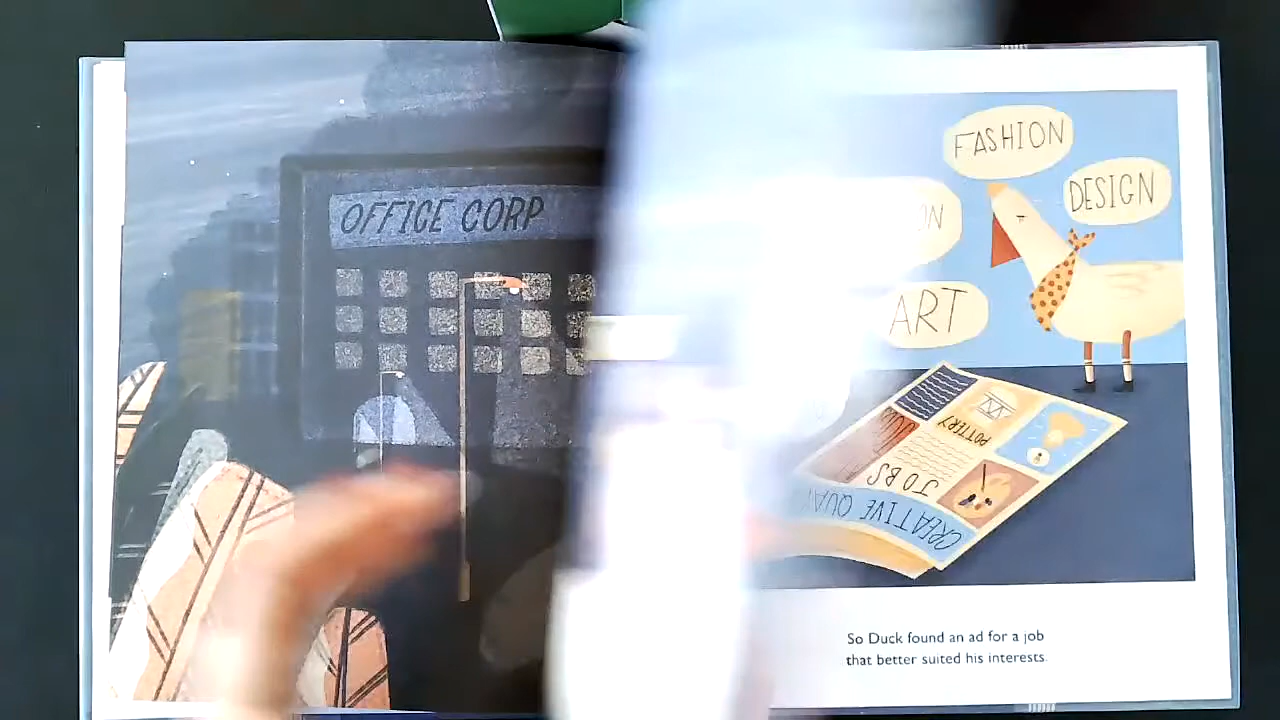 OFFICE CORP
FASHION
DESIGN
ART
POTTERY
JOBS
CREATIVE
So Duck found an ad for a job
that better suited his interests.